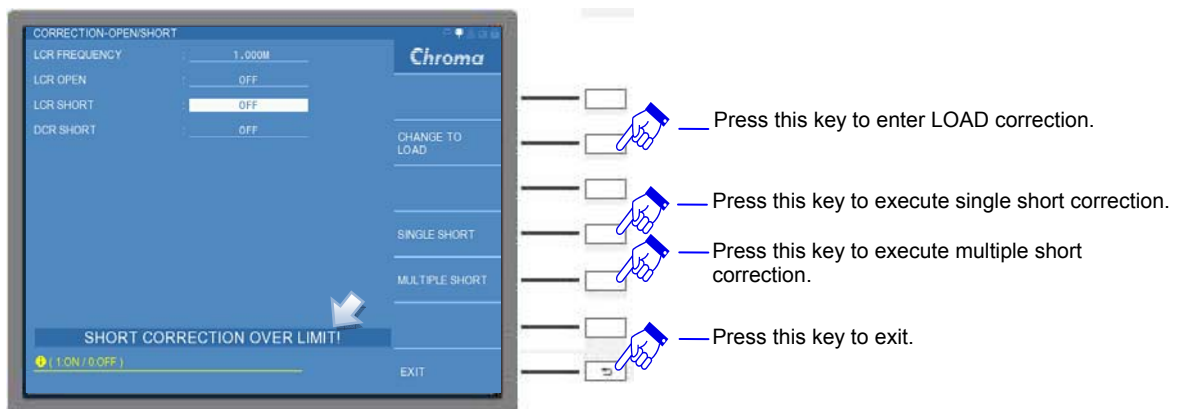 CORRECTION-OPEN/SHORT
LCR FREQUENCY : 1.000M
LCR OPEN : OFF
LCR SHORT : OFF
DCR SHORT : OFF
Chroma
CHANGE TO
LOAD
SINGLE SHORT
MULTIPLE SHORT
EXIT
SHORT CORRECTION OVER LIMIT!
( 1:ON / 0:OFF )
Press this key to enter LOAD correction.
Press this key to execute single short correction.
Press this key to execute multiple short
correction.
Press this key to exit.